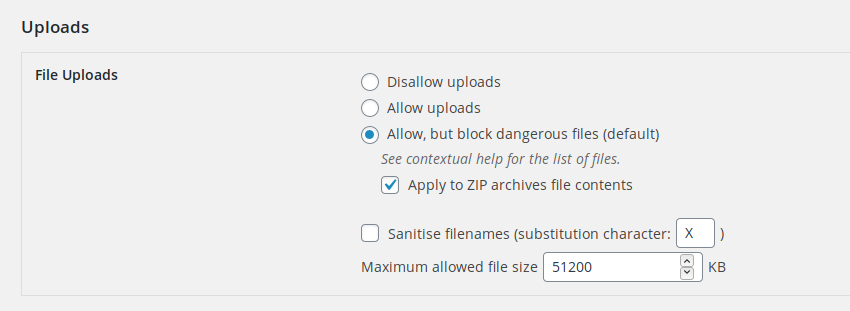 Uploads
File Uploads
Disallow uploads
Allow uploads
Allow, but block dangerous files (default)
See contextual help for the list of files.
Apply to ZIP archives file contents
Sanitise filenames (substitution character: X )
Maximum allowed file size 51200 KB